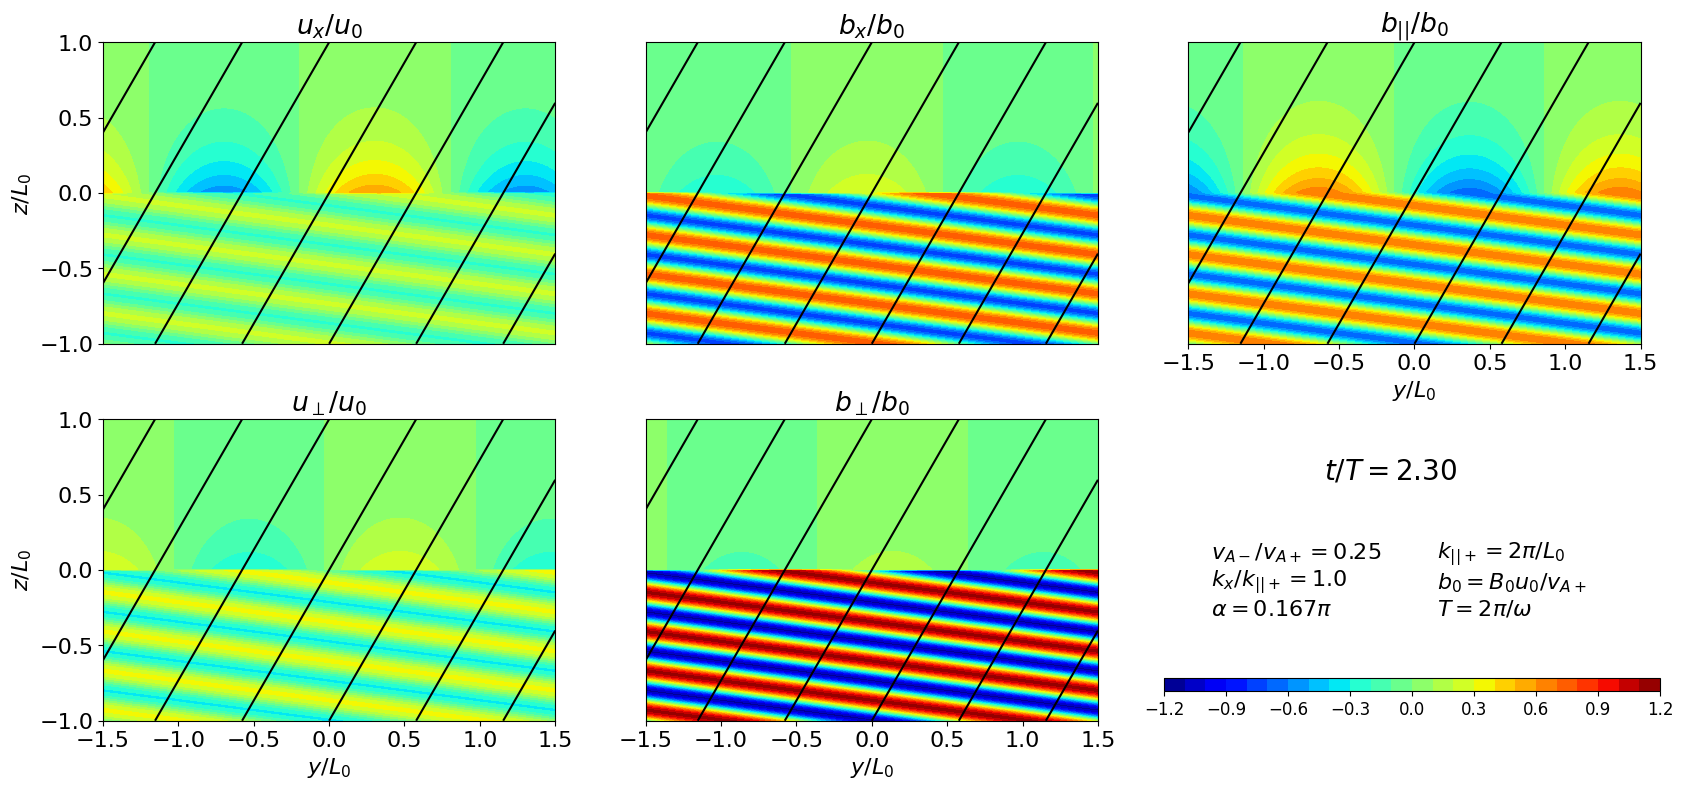 u_x/u_0
b_x/b_0
b_{||}/b_0
1.0
0.5
0.0
−0.5
−1.0
z/L_0
−1.5 −1.0 −0.5 0.0 0.5 1.0 1.5
y/L_0
u_⊥/u_0
b_⊥/b_0
1.0
0.5
0.0
−0.5
−1.0
z/L_0
−1.5 −1.0 −0.5 0.0 0.5 1.0 1.5
y/L_0
−1.5 −1.0 −0.5 0.0 0.5 1.0 1.5
y/L_0
t/T = 2.30
v_{A−}/v_{A+} = 0.25
k_x/k_{||+} = 1.0
α = 0.167π
k_{||+} = 2π/L_0
b_0 = B_0u_0/v_{A+}
T = 2π/ω
−1.2 −0.9 −0.6 −0.3 0.0 0.3 0.6 0.9 1.2